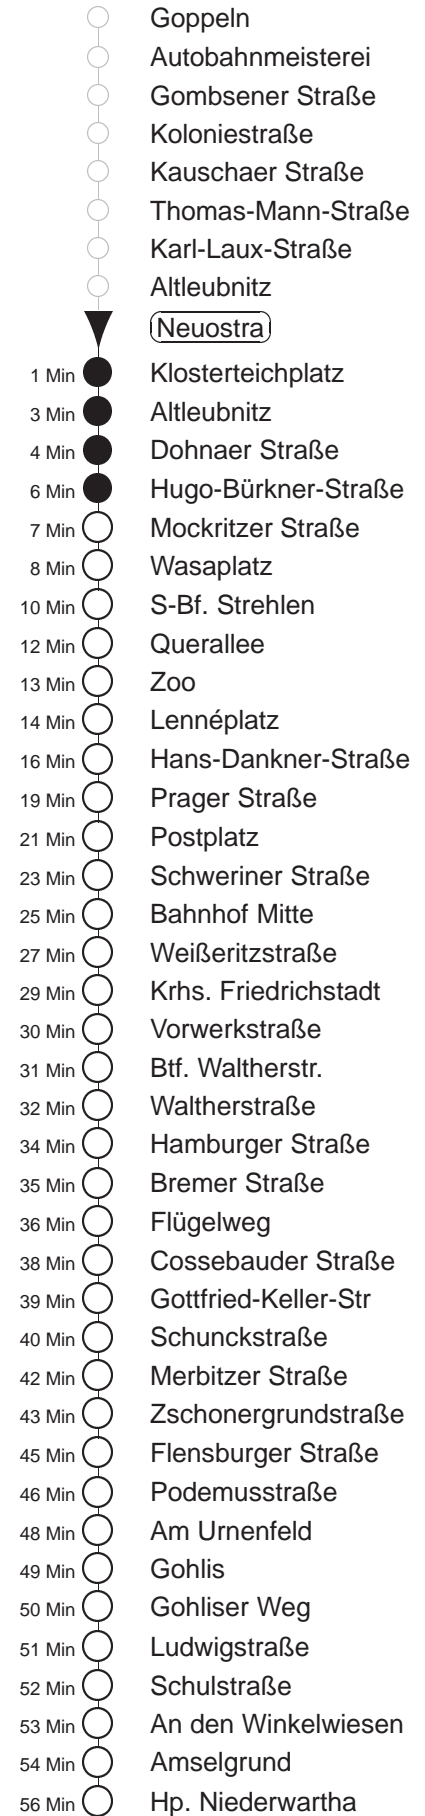 Goppeln
Autobahnmeisterei
Gombsener Straße
Koloniestraße
Kauschaer Straße
Thomas-Mann-Straße
Karl-Laux-Straße
Altleubnitz
Neuostra
1 Min Klosterteichplatz
3 Min Altleubnitz
4 Min Dohnaer Straße
6 Min Hugo-Bürkner-Straße
7 Min Mockritzer Straße
8 Min Wasaplatz
10 Min S-Bf. Strehlen
12 Min Querallee
13 Min Zoo
14 Min Lennéplatz
16 Min Hans-Dankner-Straße
19 Min Prager Straße
21 Min Postplatz
23 Min Schweriner Straße
25 Min Bahnhof Mitte
27 Min Weißeritzstraße
29 Min Krhs. Friedrichstadt
30 Min Vorwerkstraße
31 Min Btf. Waltherstr.
32 Min Waltherstraße
34 Min Hamburger Straße
35 Min Bremer Straße
36 Min Flügelweg
38 Min Cossebauder Straße
39 Min Gottfried-Keller-Str
40 Min Schunckstraße
42 Min Merbitzer Straße
43 Min Zschonergrundstraße
45 Min Flensburger Straße
46 Min Podemusstraße
48 Min Am Urnenfeld
49 Min Gohlis
50 Min Gohliser Weg
51 Min Ludwigstraße
52 Min Schulstraße
53 Min An den Winkelwiesen
54 Min Amselgrund
56 Min Hp. Niederwartha